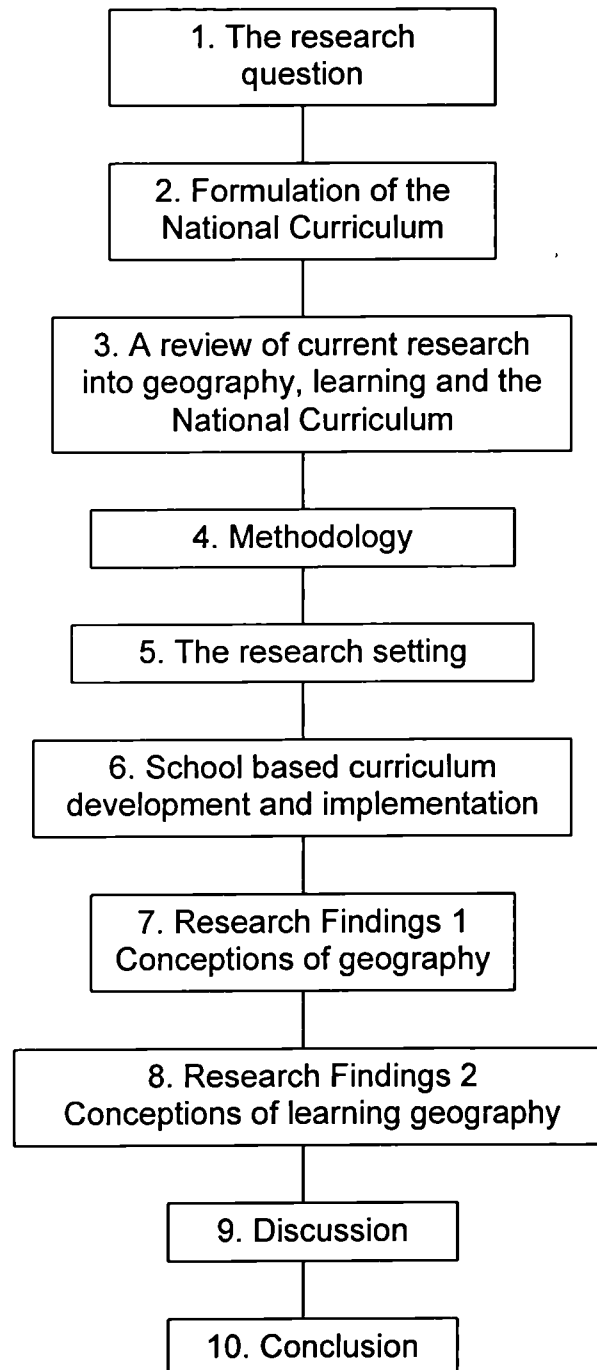 1. The research
question
2. Formulation of the
National Curriculum
3. A review of current research
into geography, learning and the
National Curriculum
4. Methodology
5. The research setting
6. School based curriculum
development and implementation
7. Research Findings 1
Conceptions of geography
8. Research Findings 2
Conceptions of learning geography
9. Discussion
10. Conclusion